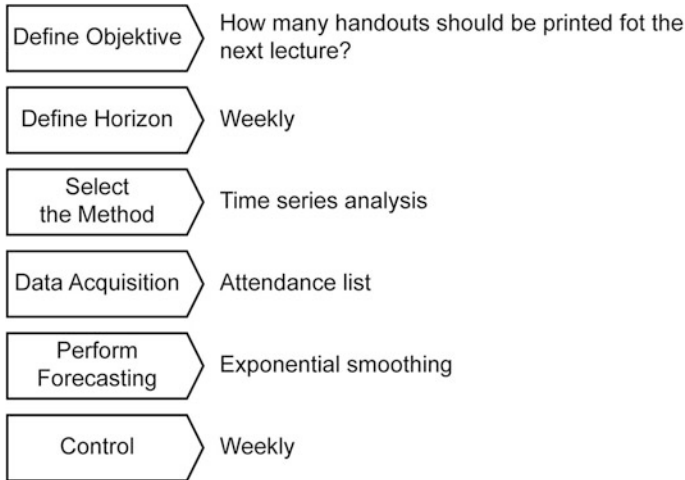 Define Objektive
How many handouts should be printed fot the
next lecture?
Define Horizon
Weekly
Select
the Method
Time series analysis
Data Acquisition
Attendance list
Perform
Forecasting
Exponential smoothing
Control
Weekly